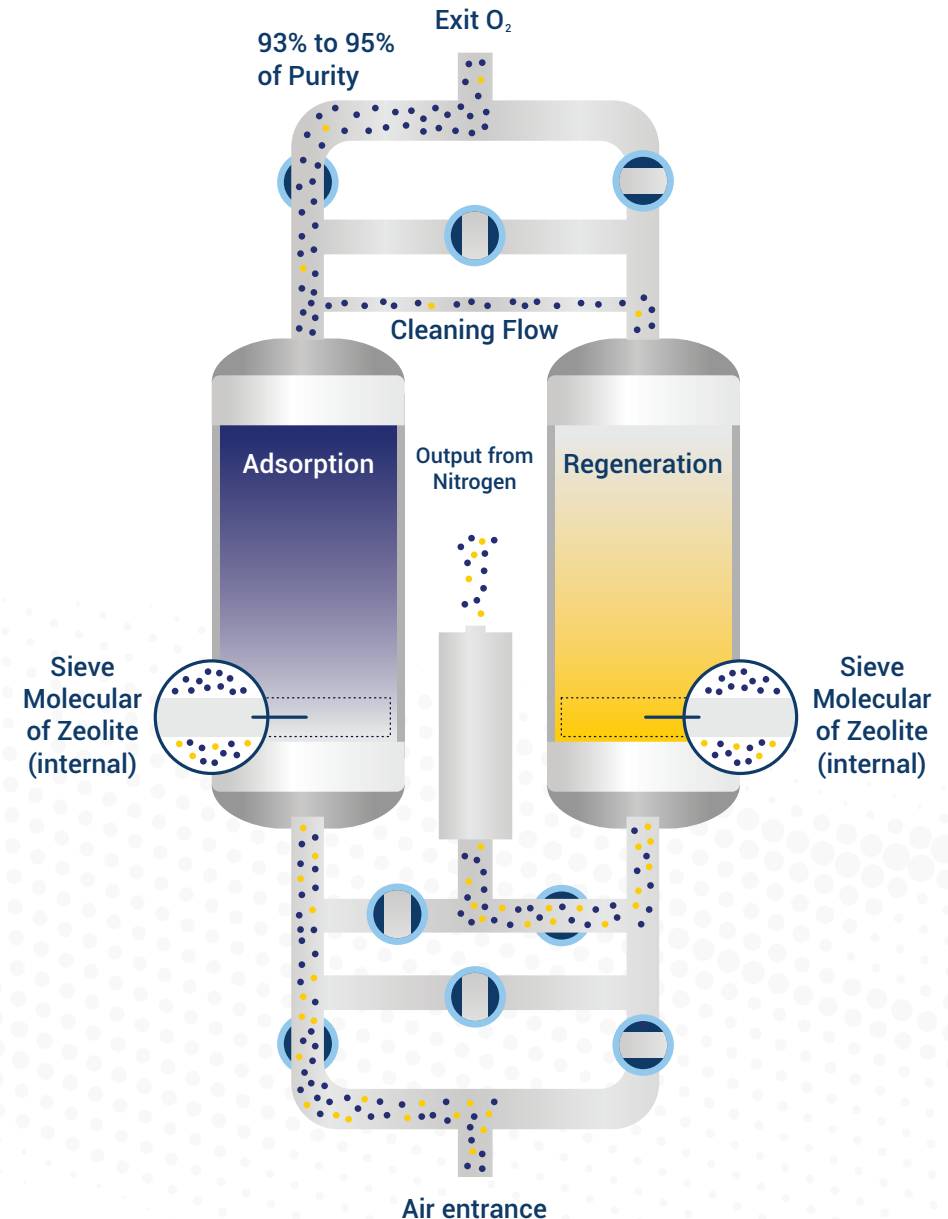 Exit O₂
93% to 95%
of Purity
Cleaning Flow
Adsorption
Output from
Nitrogen
Regeneration
Sieve
Molecular
of Zeolite
(internal)
Sieve
Molecular
of Zeolite
(internal)
Air entrance